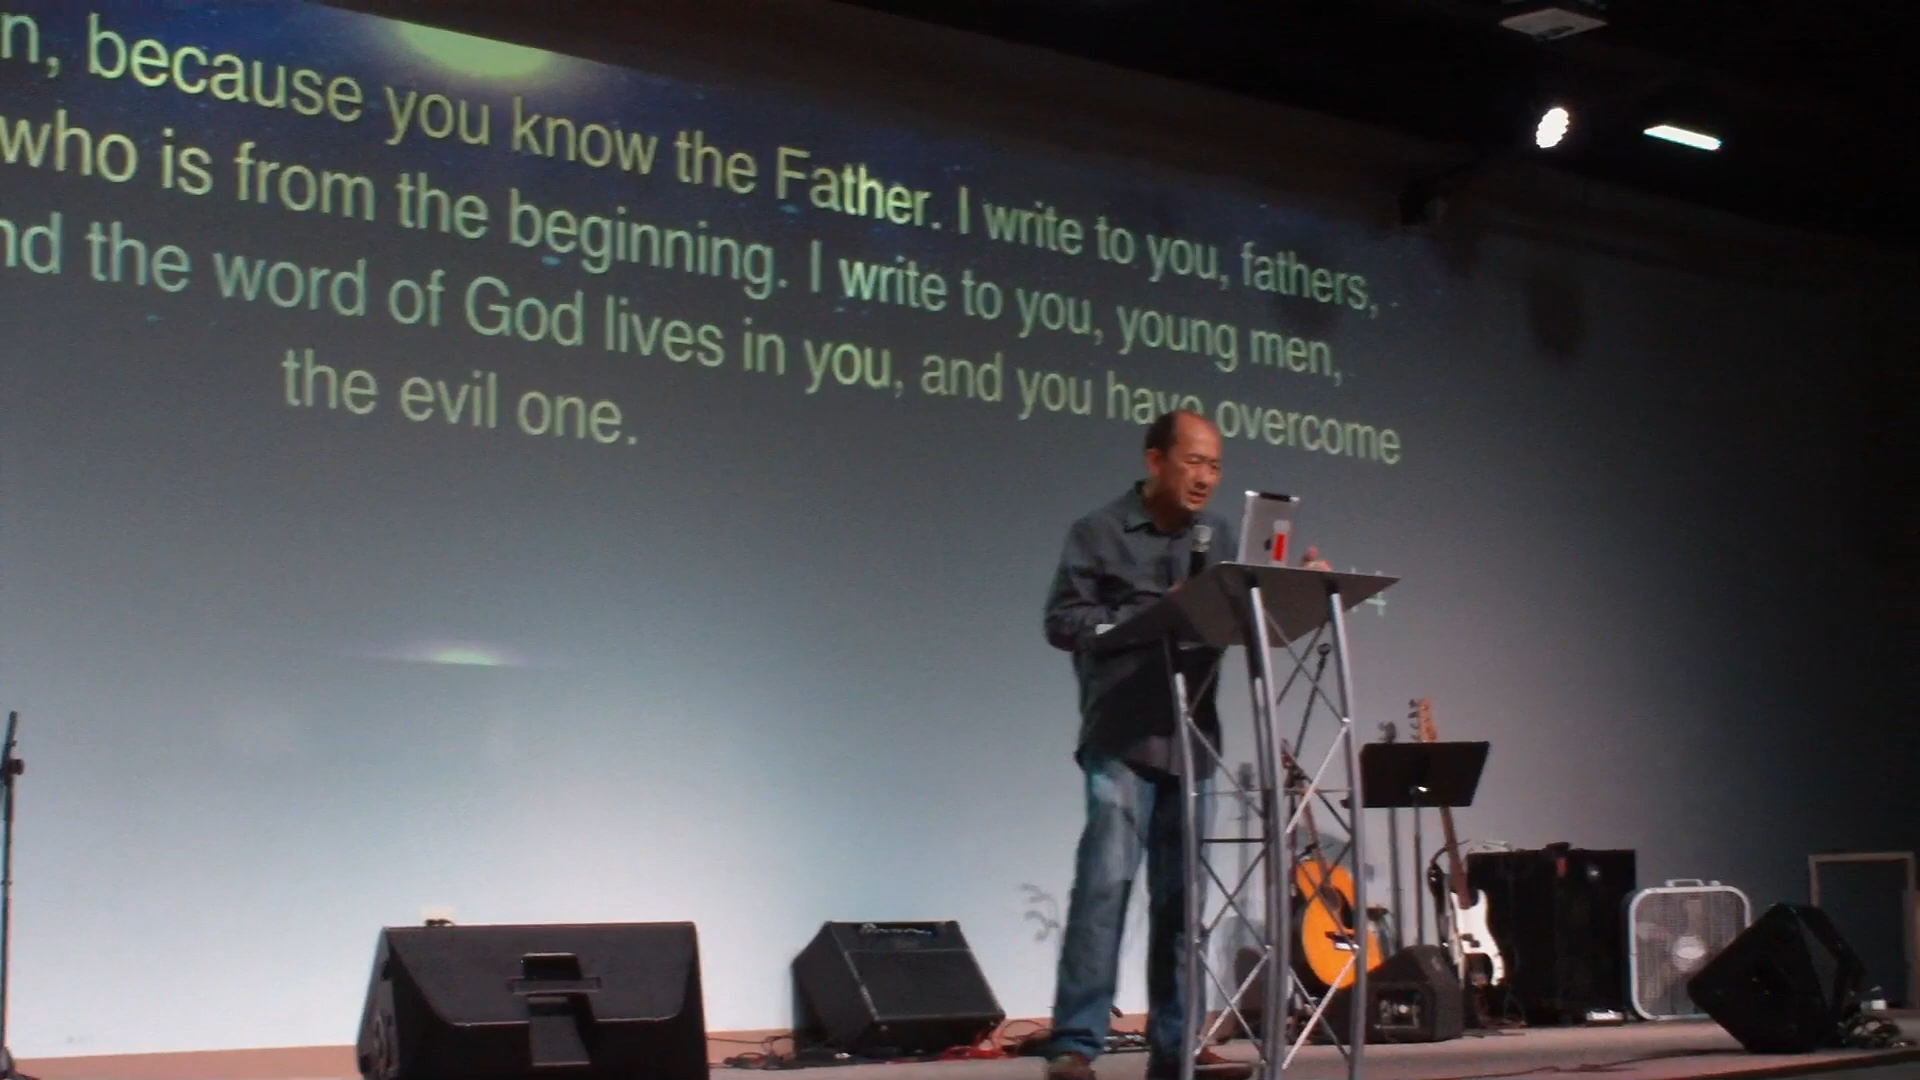 n, because you know the Father. I write to you, fathers,
who is from the beginning. I write to you, young men,
nd the word of God lives in you, and you have overcome
the evil one.
:14